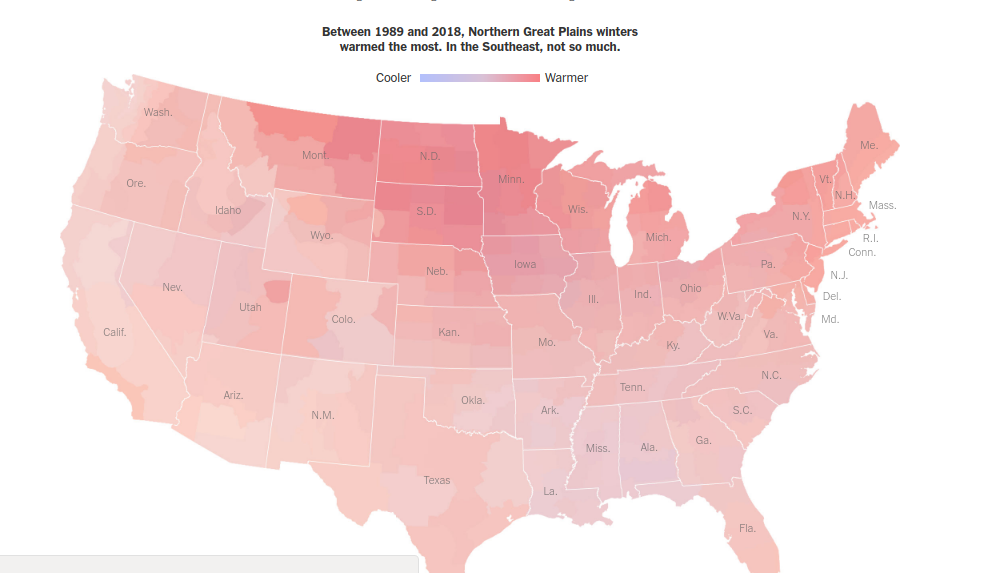 Between 1989 and 2018, Northern Great Plains winters
warmed the most. In the Southeast, not so much.
Cooler Warmer
Wash.
Mont.
N.D.
Minn.
Me.
Ore.
Idaho
Wyo.
S.D.
Wis.
Mich.
Vt.
N.H.
N.Y.
Mass.
R.I.
Conn.
Nev.
Utah
Colo.
Neb.
Iowa
Ill.
Ind.
Ohio
Pa.
N.J.
Del.
Md.
Calif.
Kan.
Mo.
Ky.
W.Va.
Va.
Ariz.
N.M.
Okla.
Ark.
Tenn.
N.C.
S.C.
Texas
La.
Miss.
Ala.
Ga.
Fla.